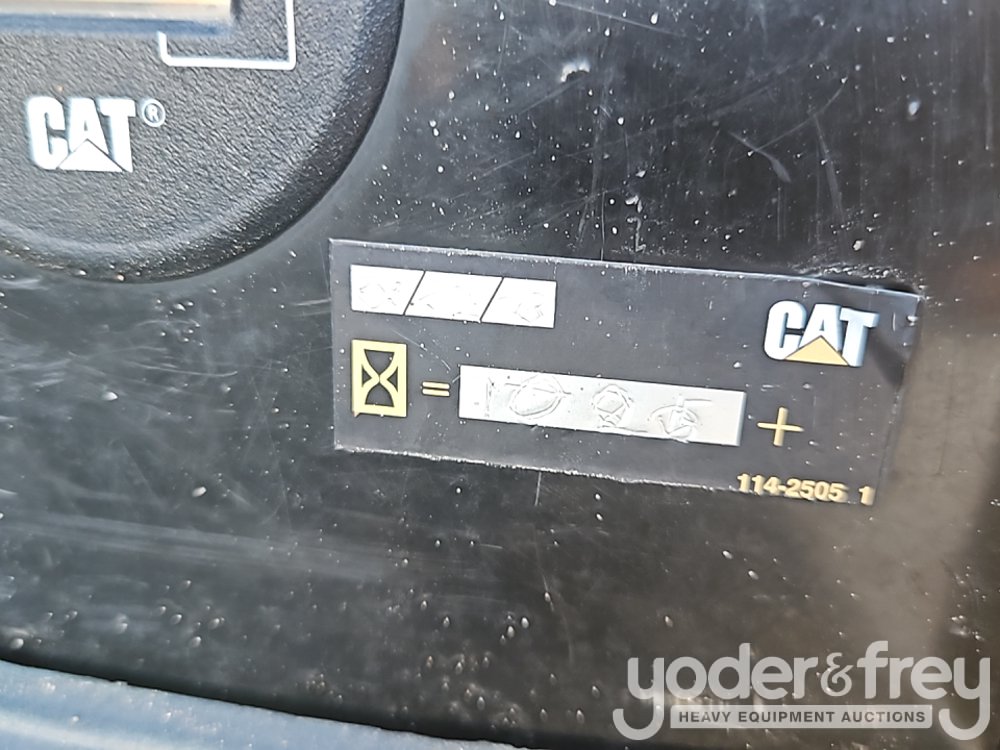 CAT®
CAT
= +
114-2505 1
yoder&frey
HEAVY EQUIPMENT AUCTIONS